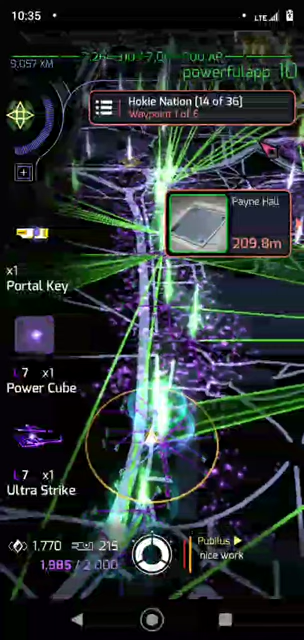 10:35
LTE
9,057 XM
powerfulapp 10
Hokie Nation [14 of 36]
Waypoint 1 of 6
Payne Hall
209.8m
x1
Portal Key
L7 x1
Power Cube
L7 x1
Ultra Strike
1,770 215
1,985 / 2,000
Publius ▶
nice work